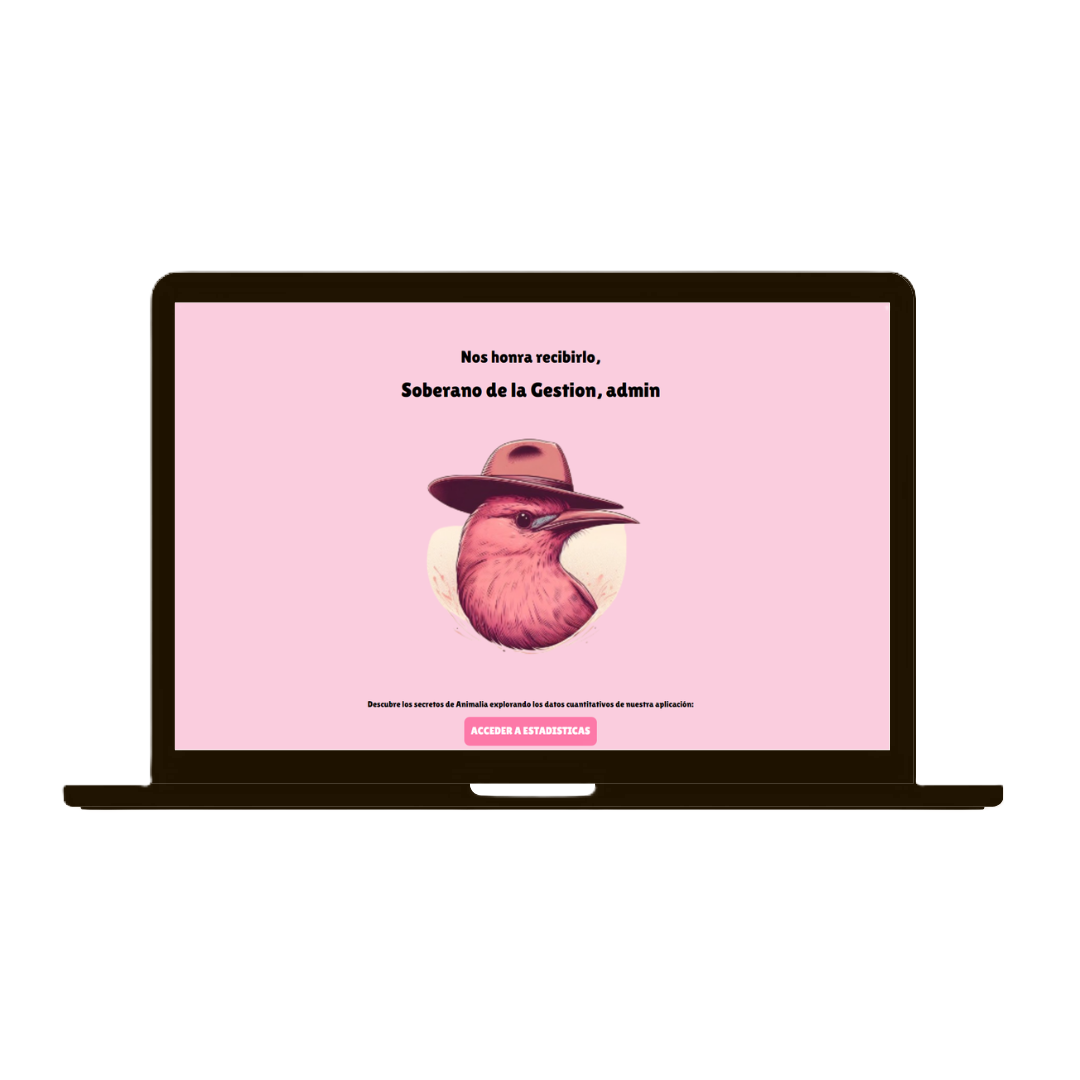 Nos honra recibirlo,
Soberano de la Gestion, admin
Descubre los secretos de Animalia explorando los datos cuantitativos de nuestra aplicación:
ACCEDER A ESTADISTICAS